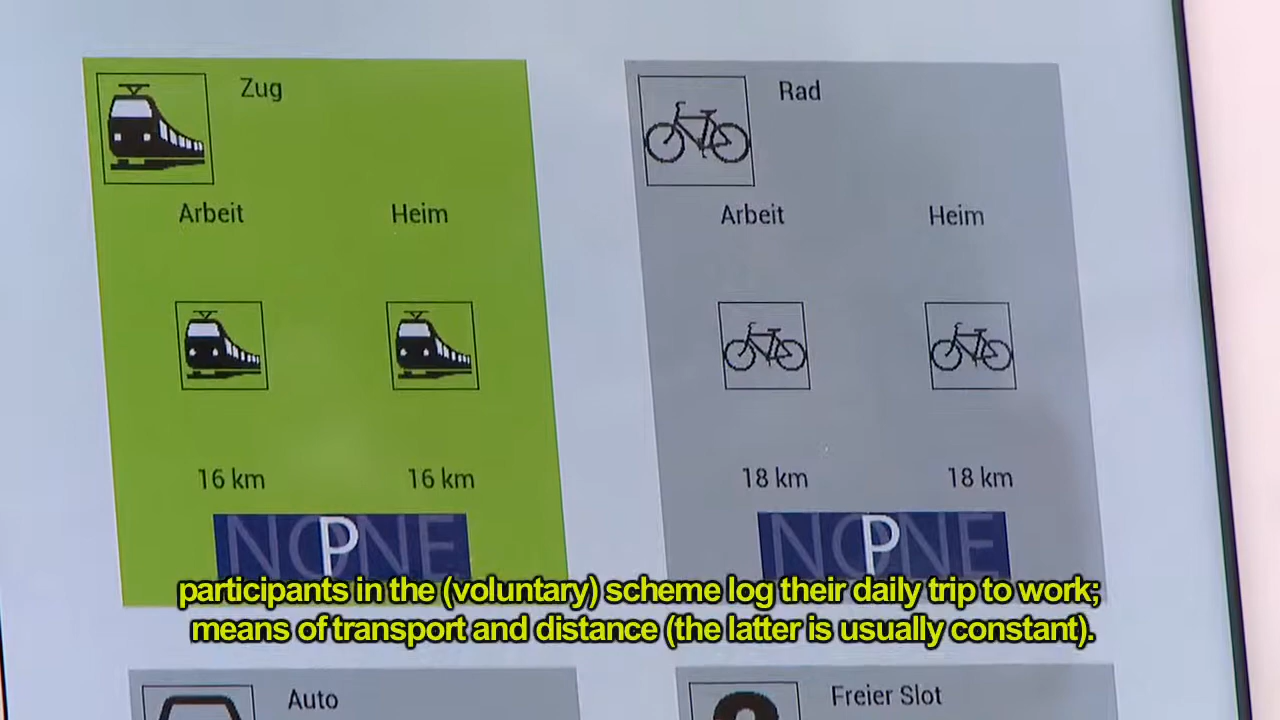 Zug
Arbeit Heim
16 km 16 km
NONE
P
Rad
Arbeit Heim
18 km 18 km
NONE
P
participants in the (voluntary) scheme log their daily trip to work;
means of transport and distance (the latter is usually constant).
Auto
Freier Slot